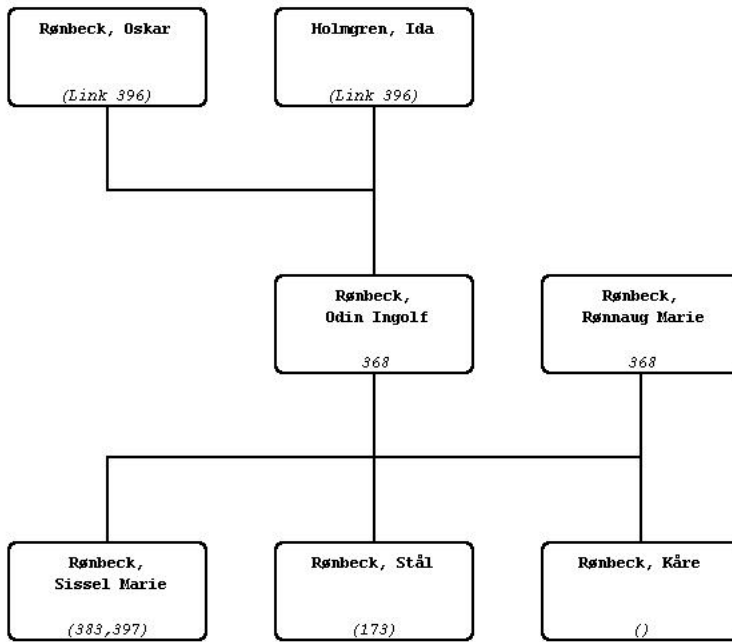 Rønbeck, Oskar
(Link 396)
Holmgren, Ida
(Link 396)
Rønbeck,
Odin Ingolf
368
Rønbeck,
Rønnaug Marie
368
Rønbeck,
Sissel Marie
(383,397)
Rønbeck, Stål
(173)
Rønbeck, Kåre
()